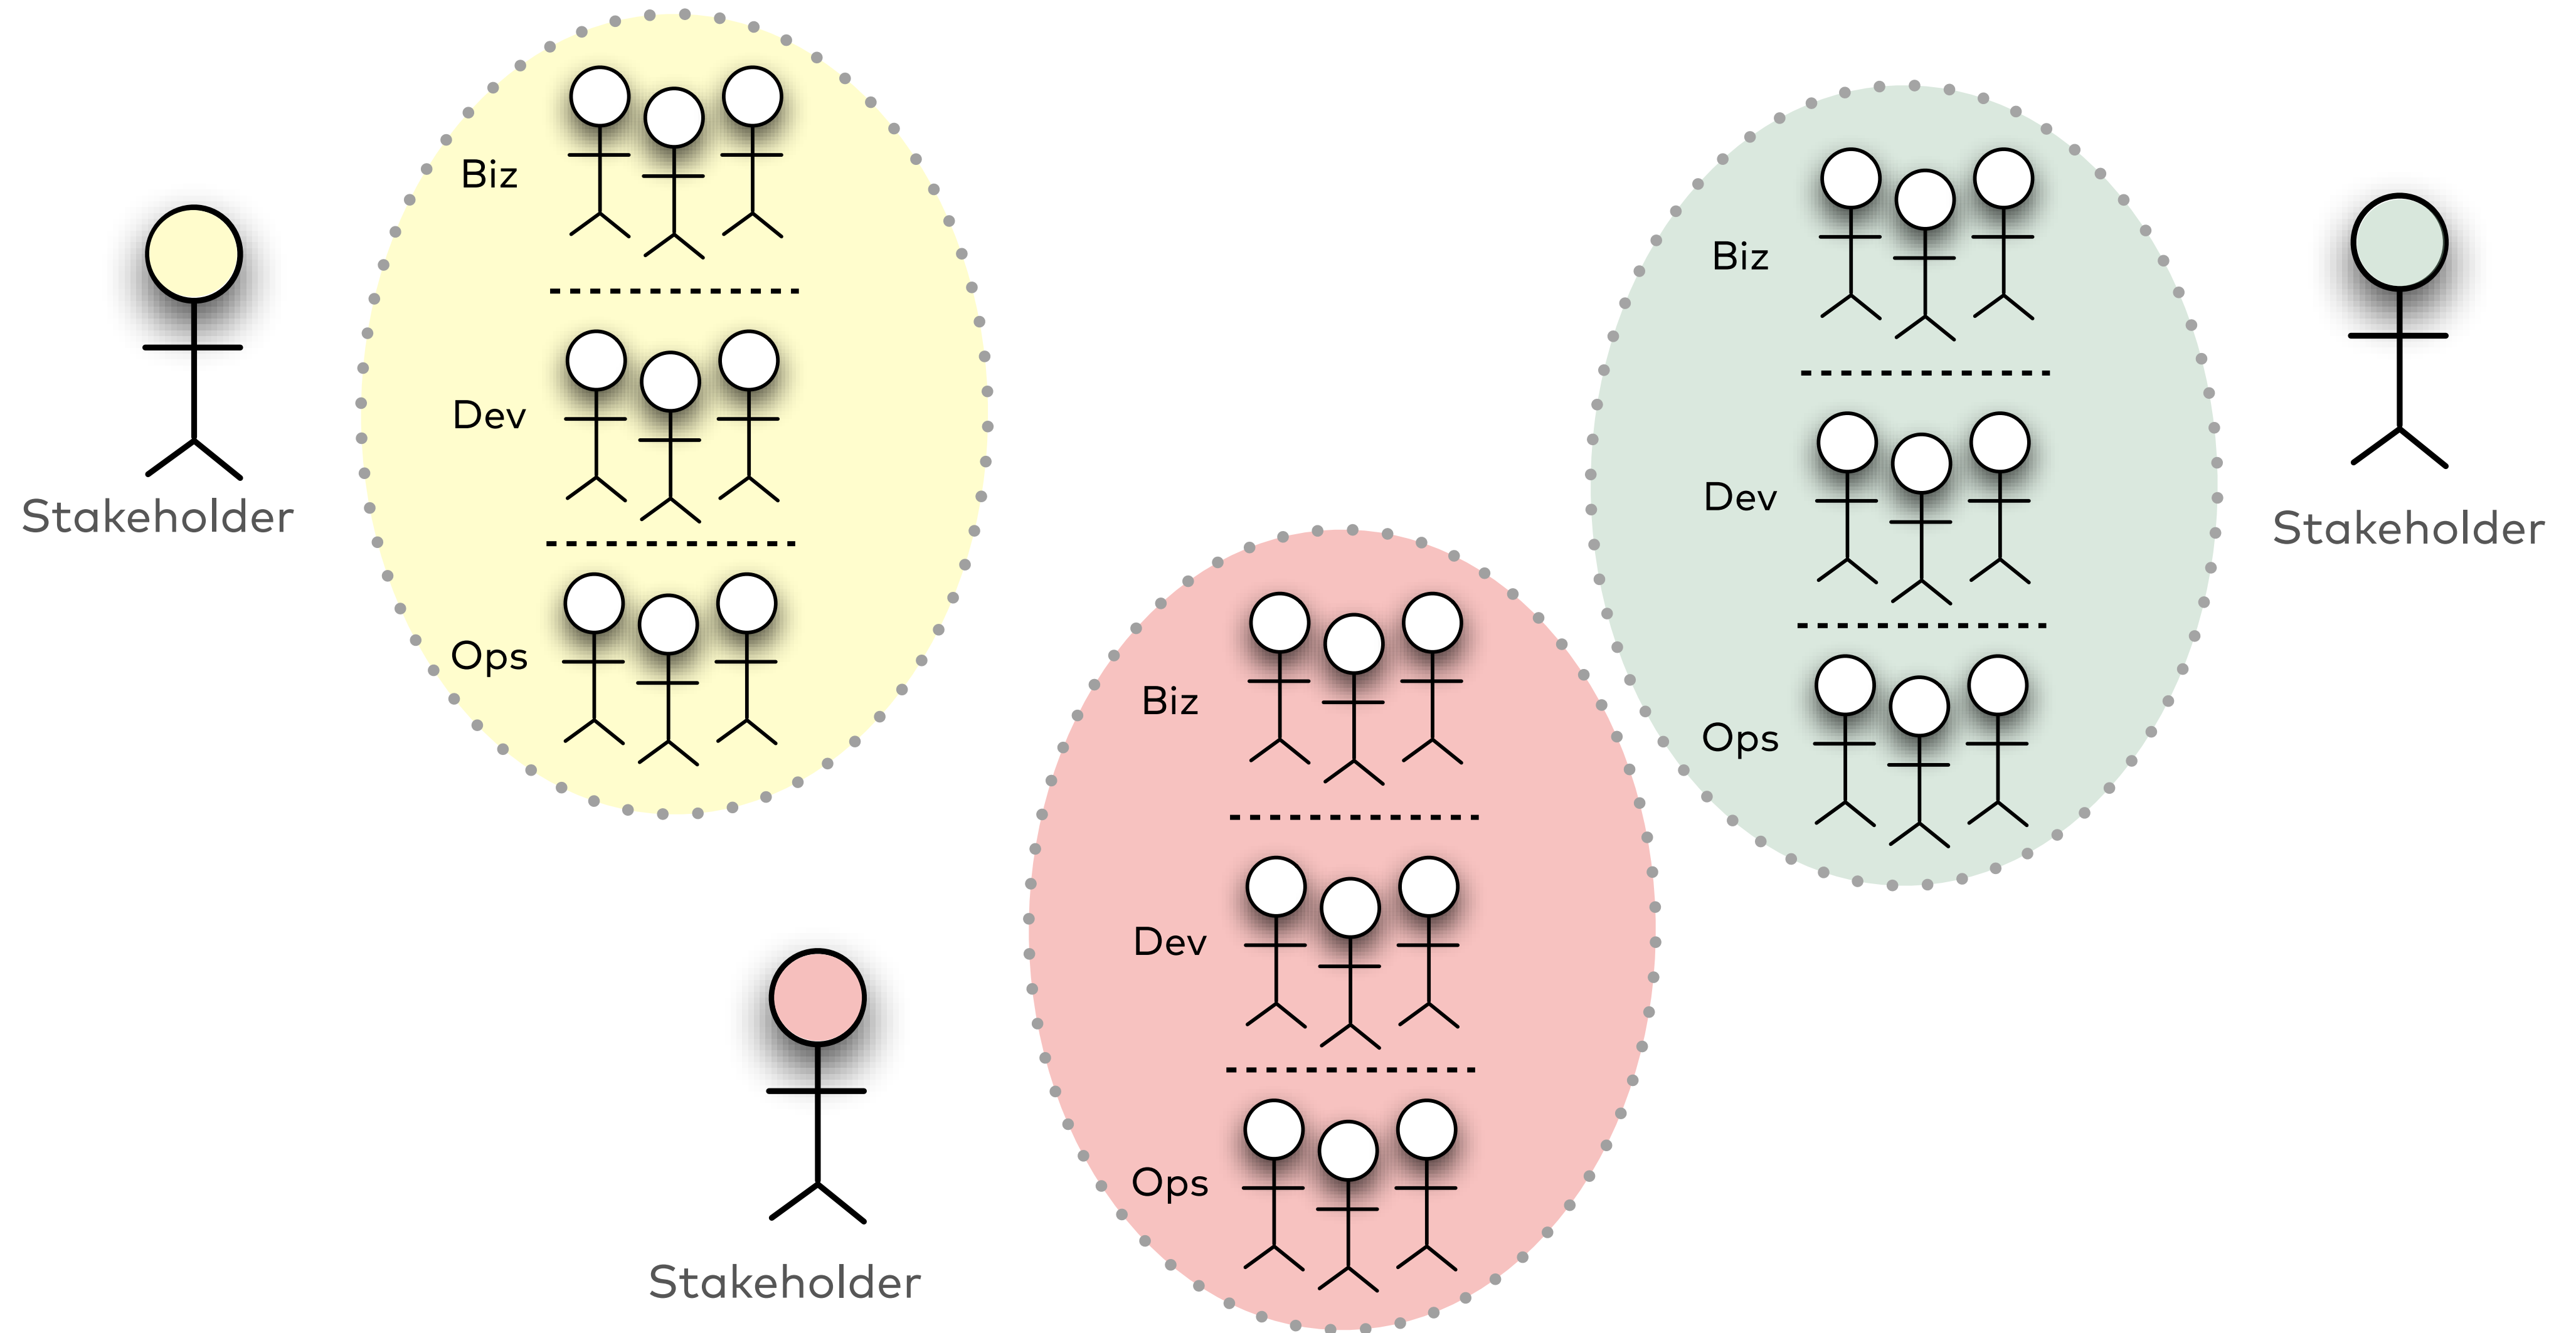 Stakeholder
Biz
Dev
Ops
Stakeholder
Biz
Dev
Ops
Biz
Dev
Ops
Stakeholder